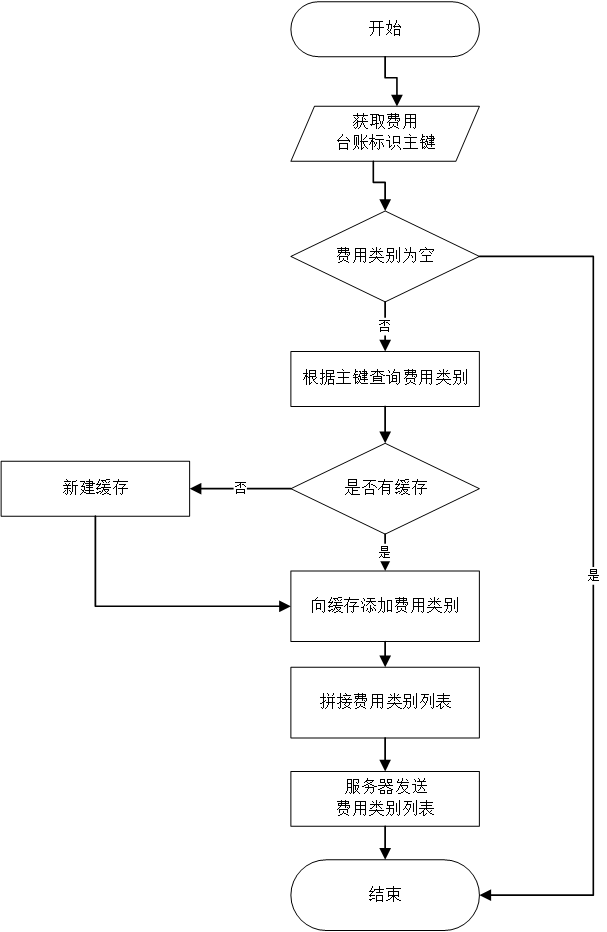 开始
获取费用
台账标识主键
费用类别为空
否
根据主键查询费用类别
是否有缓存
否
新建缓存
是
是
向缓存添加费用类别
拼接费用类别列表
服务器发送
费用类别列表
结束